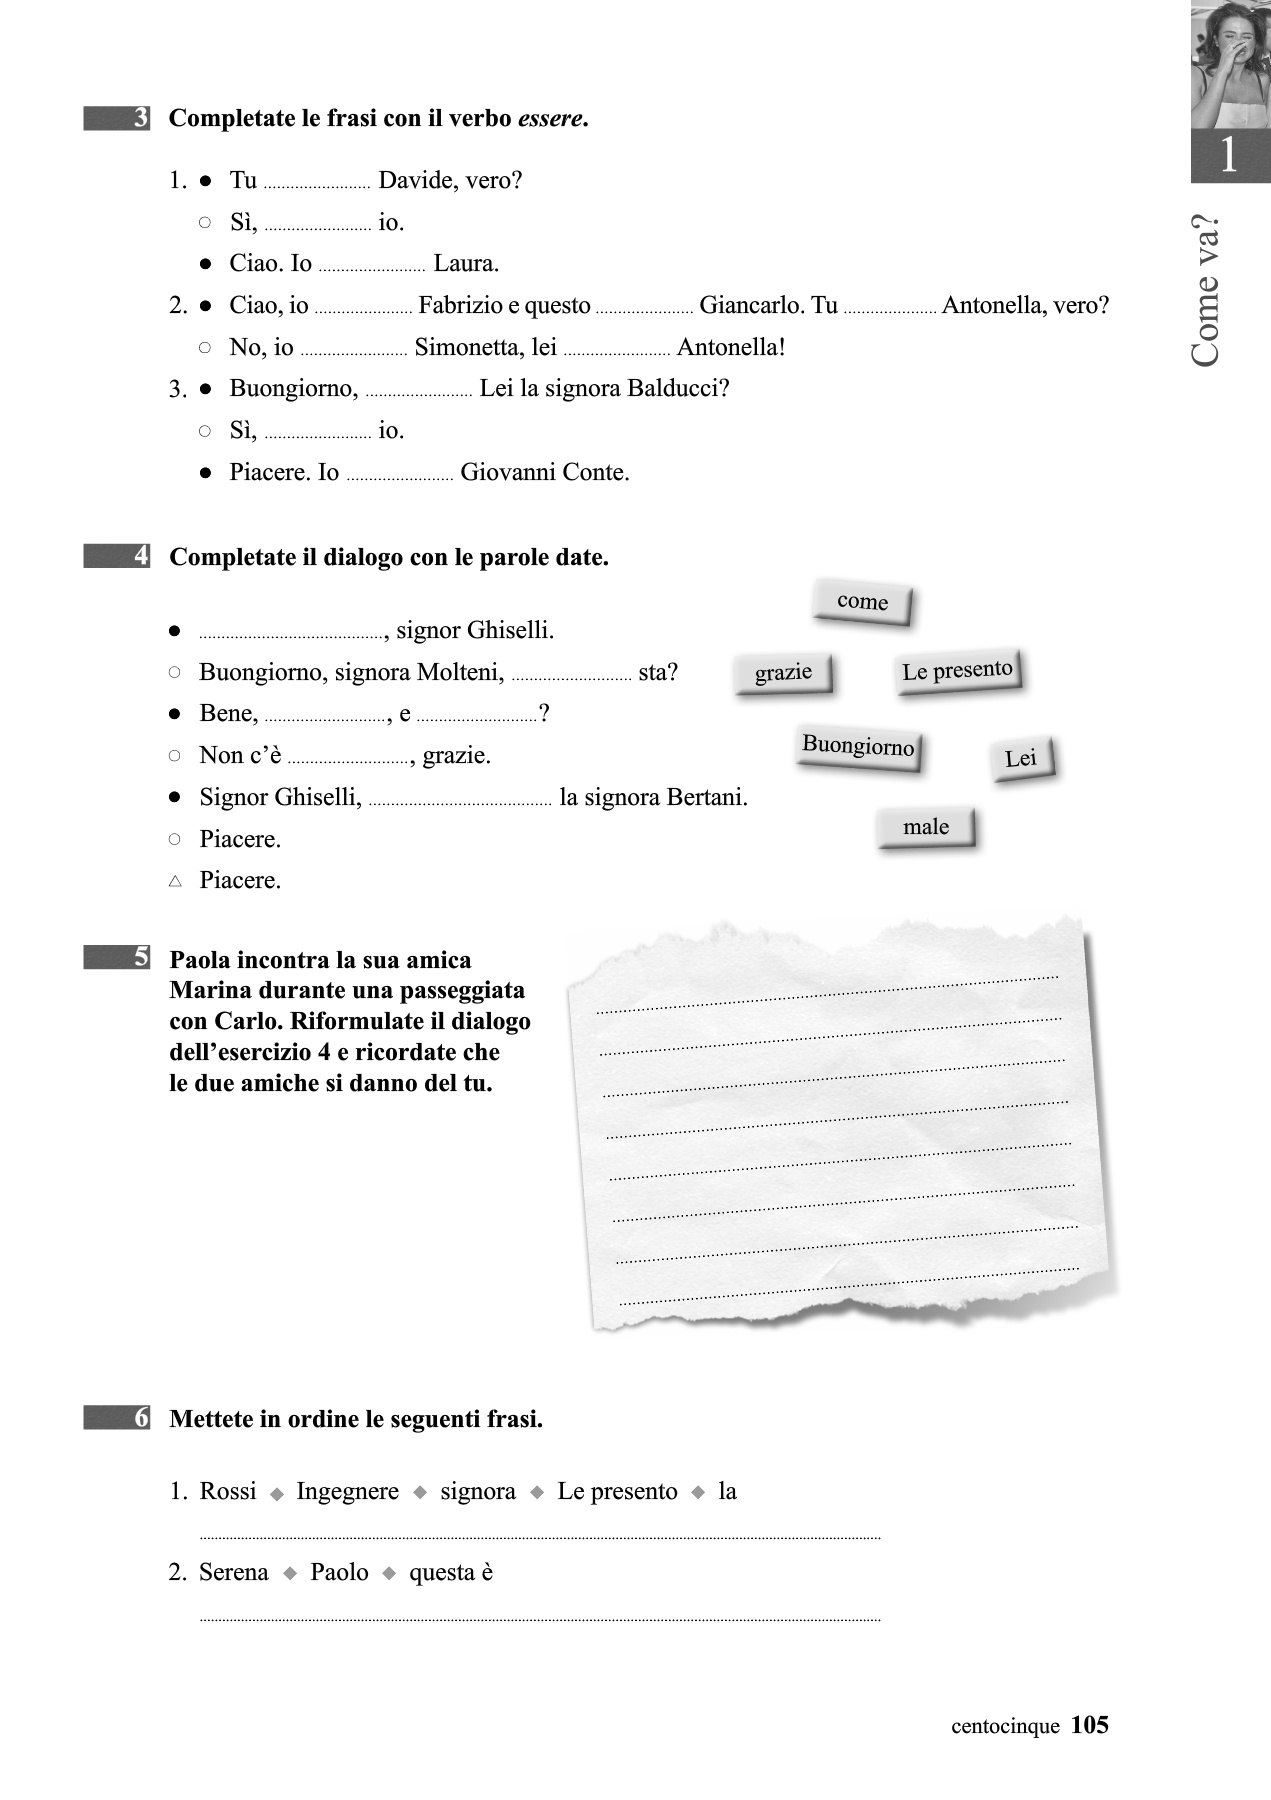 1
Come va?
3 Completate le frasi con il verbo essere.
1. ● Tu ........................ Davide, vero?
○ Sì, ........................ io.
● Ciao. Io ........................ Laura.
2. ● Ciao, io ...................... Fabrizio e questo ...................... Giancarlo. Tu ..................... Antonella, vero?
○ No, io ........................ Simonetta, lei ........................ Antonella!
3. ● Buongiorno, ........................ Lei la signora Balducci?
○ Sì, ........................ io.
● Piacere. Io ........................ Giovanni Conte.
4 Completate il dialogo con le parole date.
● ........................................., signor Ghiselli.
○ Buongiorno, signora Molteni, ........................... sta?
● Bene, ..........................., e ...........................?
○ Non c’è ..........................., grazie.
● Signor Ghiselli, ......................................... la signora Bertani.
○ Piacere.
△ Piacere.
come
grazie
Le presento
Buongiorno
Lei
male
5 Paola incontra la sua amica
Marina durante una passeggiata
con Carlo. Riformulate il dialogo
dell’esercizio 4 e ricordate che
le due amiche si danno del tu.
6 Mettete in ordine le seguenti frasi.
1. Rossi ◆ Ingegnere ◆ signora ◆ Le presento ◆ la
2. Serena ◆ Paolo ◆ questa è
centocinque 105